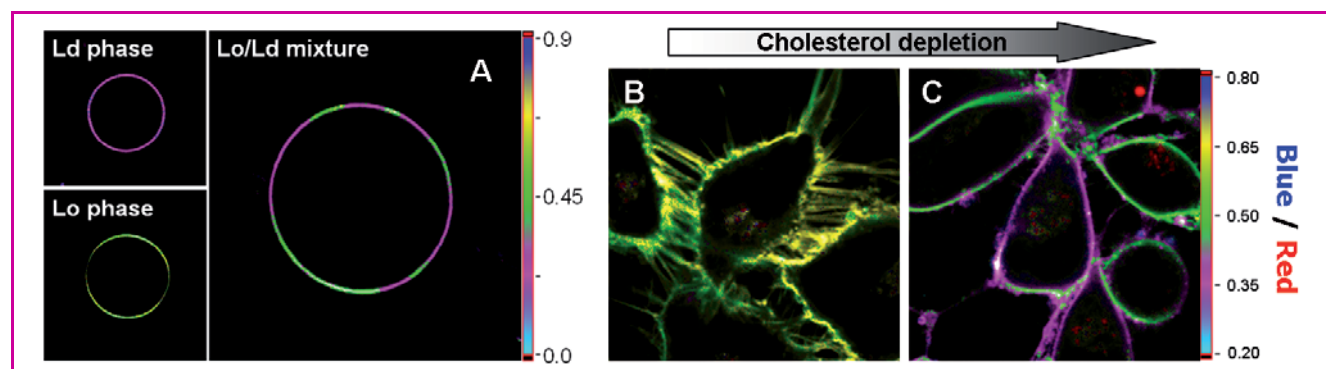 Ld phase
Lo/Ld mixture
A
Lo phase
0.9
0.45
0.0
Cholesterol depletion
B
C
0.80
0.65
0.50
0.35
0.20
Blue / Red